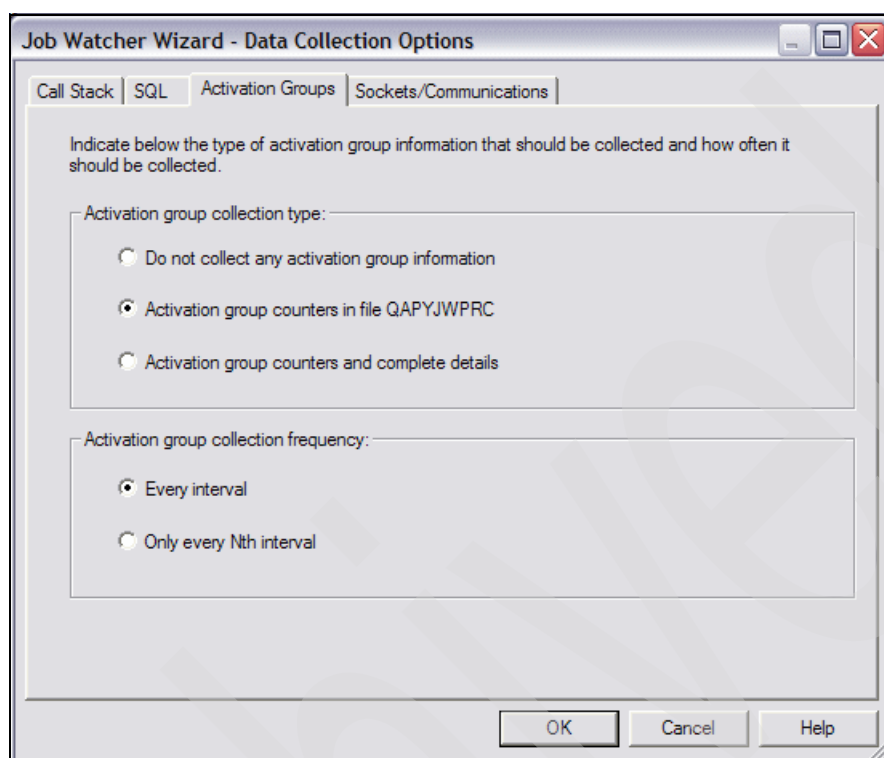 Job Watcher Wizard - Data Collection Options
Call Stack SQL Activation Groups Sockets/Communications
Indicate below the type of activation group information that should be collected and how often it
should be collected.
Activation group collection type:
Do not collect any activation group information
Activation group counters in file QAPYJWPRC
Activation group counters and complete details
Activation group collection frequency:
Every interval
Only every Nth interval
OK Cancel Help